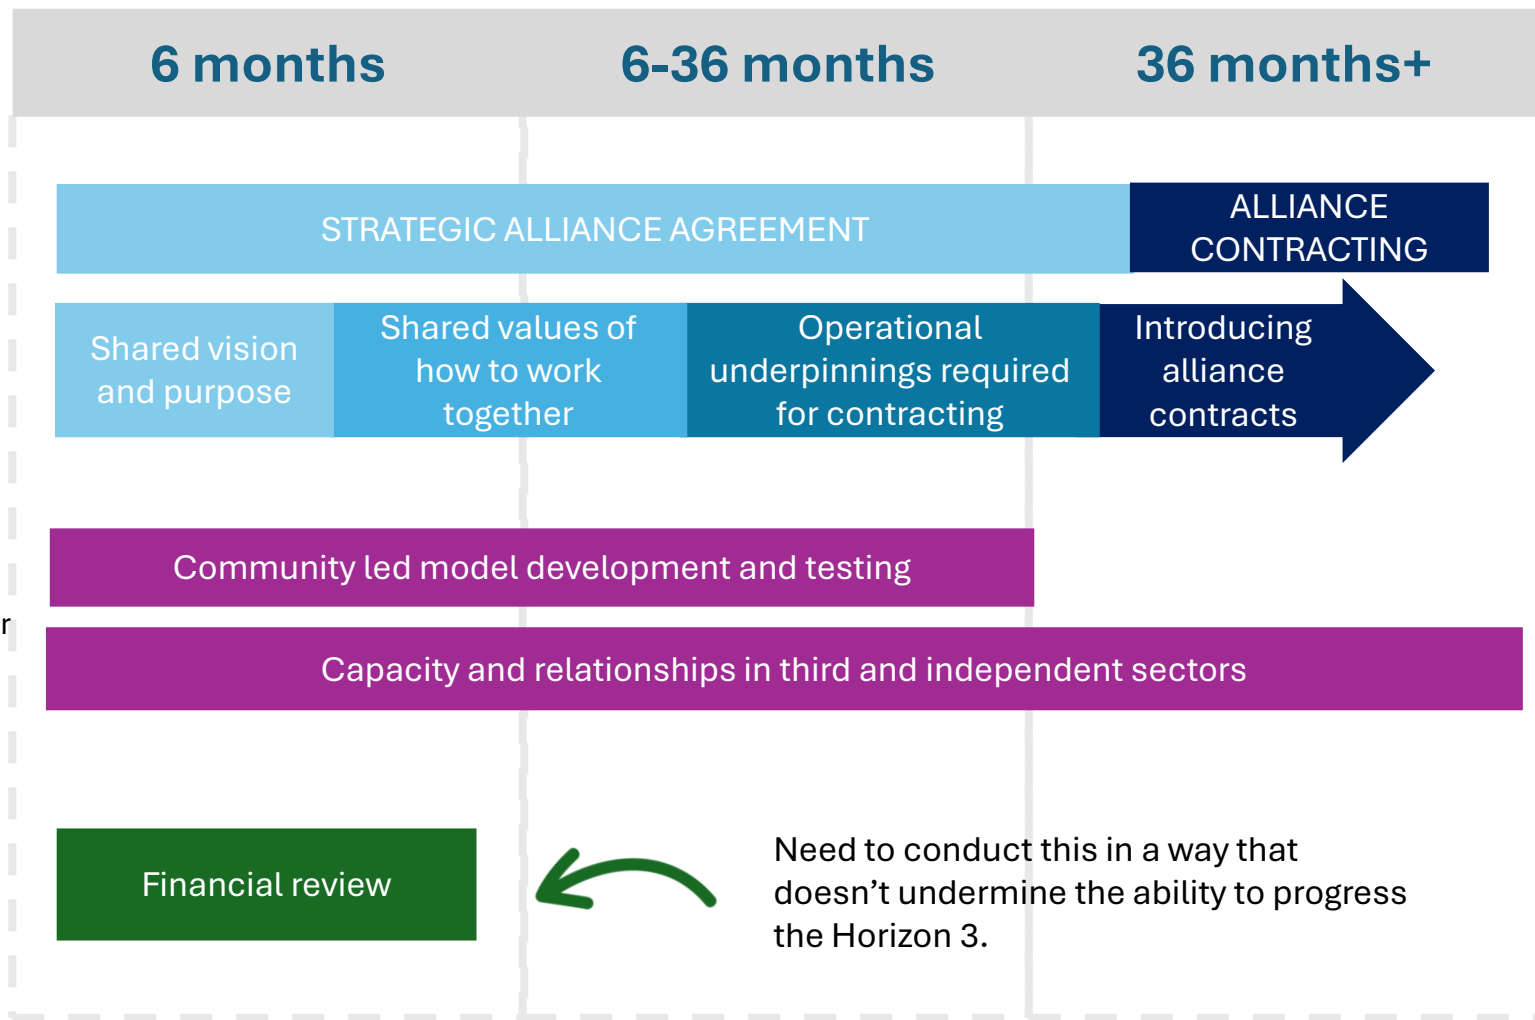 6 months
6-36 months
36 months+
STRATEGIC ALLIANCE AGREEMENT
ALLIANCE
CONTRACTING
Shared vision
and purpose
Shared values of
how to work
together
Operational
underpinnings required
for contracting
Introducing
alliance
contracts
Community led model development and testing
r
Capacity and relationships in third and independent sectors
Financial review
Need to conduct this in a way that
doesn’t undermine the ability to progress
the Horizon 3.